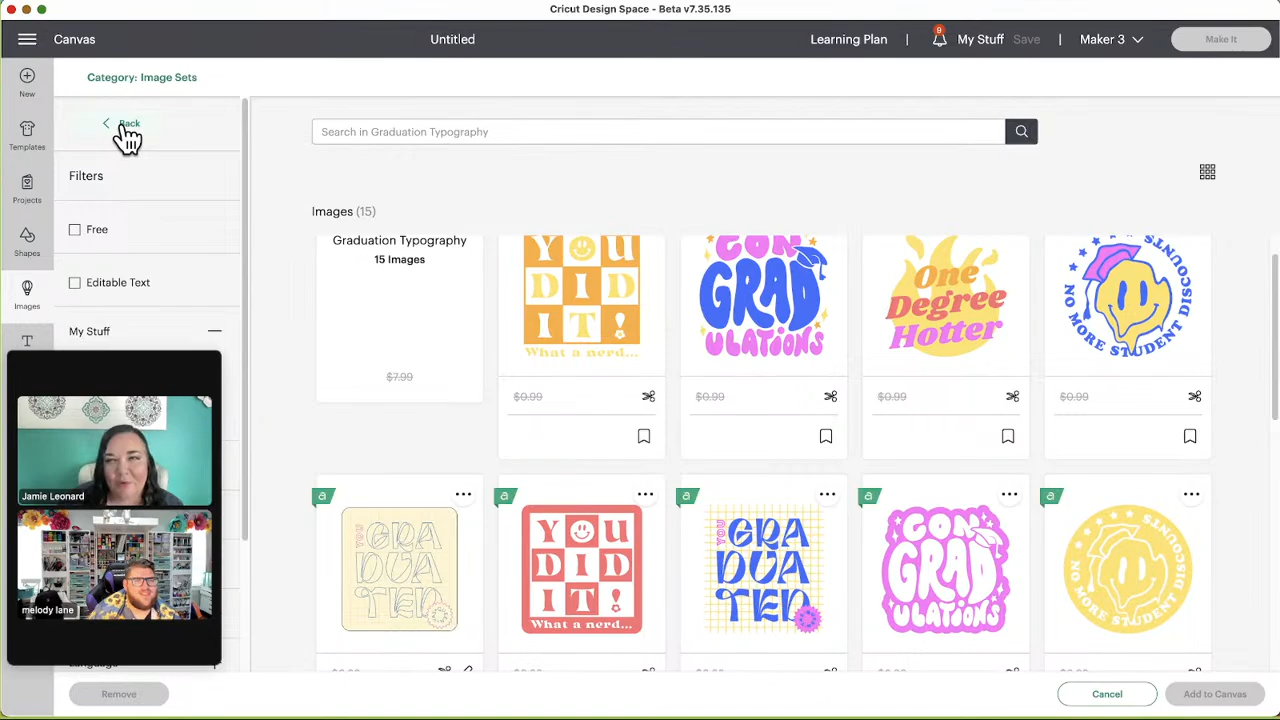 Cricut Design Space - Beta v7.35.135
Canvas
Untitled
Learning Plan | 8 My Stuff Save | Maker 3
Make It
New
Templates
Projects
Shapes
Images
T
Category: Image Sets
Back
Filters
Free
Editable Text
My Stuff
Language
Remove
Search in Graduation Typography
Images (15)
Graduation Typography
15 Images
$7.99
YOU
DID
IT!
What a nerd...
$0.99
CON
GRAD
ULATIONS
$0.99
One
Degree
Hotter
$0.99
NO MORE STUDENT DISCOUNTS
$0.99
a
YOU
GRA
DUA
TED
a
YOU
DID
IT!
What a nerd...
a
YOU
GRA
DUA
TED
a
CON
GRAD
ULATIONS
a
NO MORE STUDENT DISCOUNTS
Jamie Leonard
melody lane
Cancel
Add to Canvas